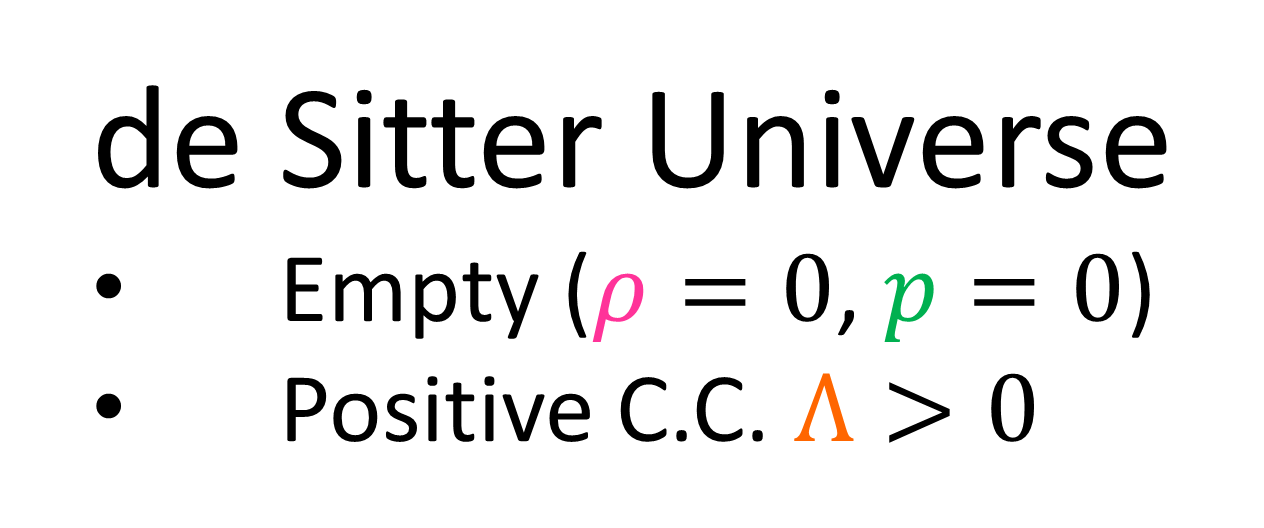 de Sitter Universe
• Empty (𝜌 = 0, 𝑝 = 0)
• Positive C.C. Λ > 0